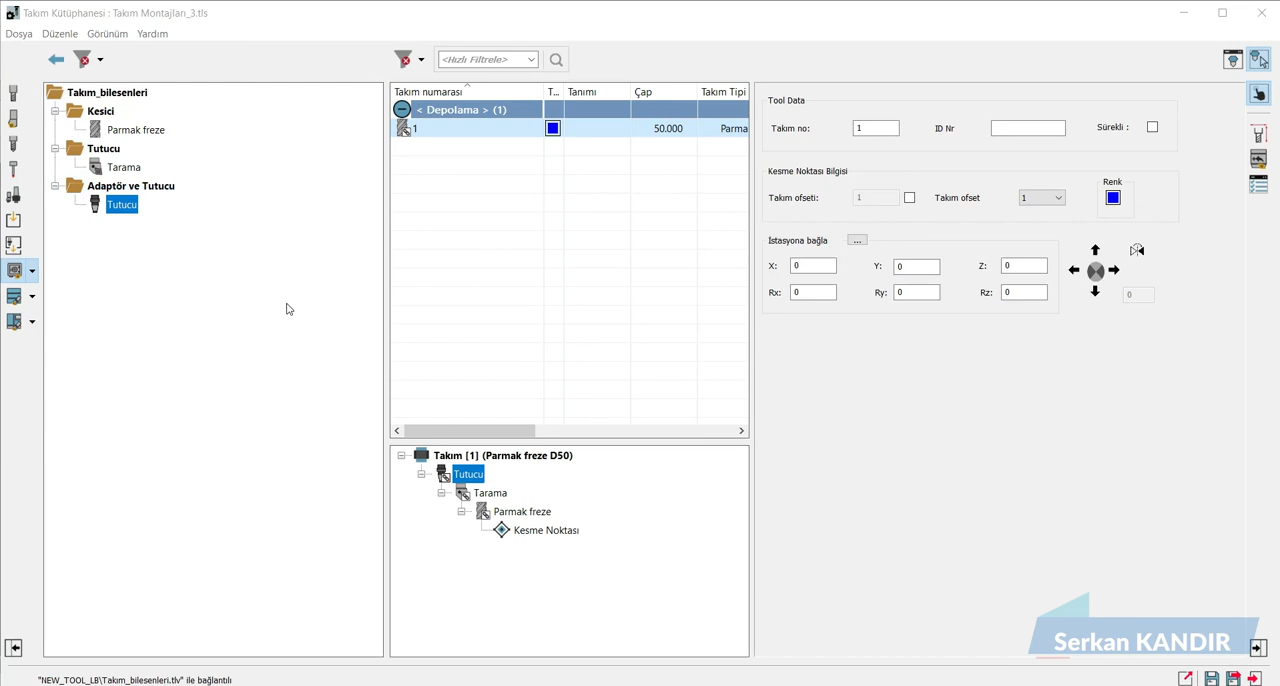 Takım Kütüphanesi : Takım Montajları_3.tls
Dosya Düzenle Görünüm Yardım
<Hızlı Filtrele>
Takım_bilesenleri
Kesici
Parmak freze
Tutucu
Tarama
Adaptör ve Tutucu
Tutucu
Takım numarası T... Tanımı Çap Takım Tipi
< Depolama > (1)
1 50.000 Parma
Takım [1] (Parmak freze D50)
Tutucu
Tarama
Parmak freze
Kesme Noktası
Tool Data
Takım no: 1 ID Nr Sürekli :
Kesme Noktası Bilgisi
Renk
Takım ofseti: 1 Takım ofset 1
İstasyona bağla ...
X: 0 Y: 0 Z: 0
Rx: 0 Ry: 0 Rz: 0
0
Serkan KANDIR
"NEW_TOOL_LB\Takım_bilesenleri.tlv" ile bağlantılı